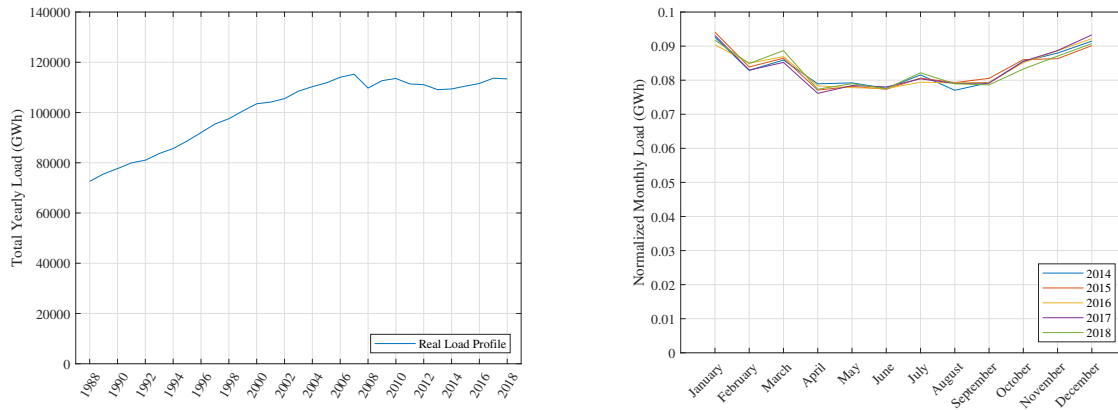 Total Yearly Load (GWh)
140000
120000
100000
80000
60000
40000
20000
0
Real Load Profile
1988
1990
1992
1994
1996
1998
2000
2002
2004
2006
2008
2010
2012
2014
2016
2018
Normalized Monthly Load (GWh)
0.1
0.09
0.08
0.07
0.06
0.05
0.04
0.03
0.02
0.01
0
2014
2015
2016
2017
2018
January
February
March
April
May
June
July
August
September
October
November
December